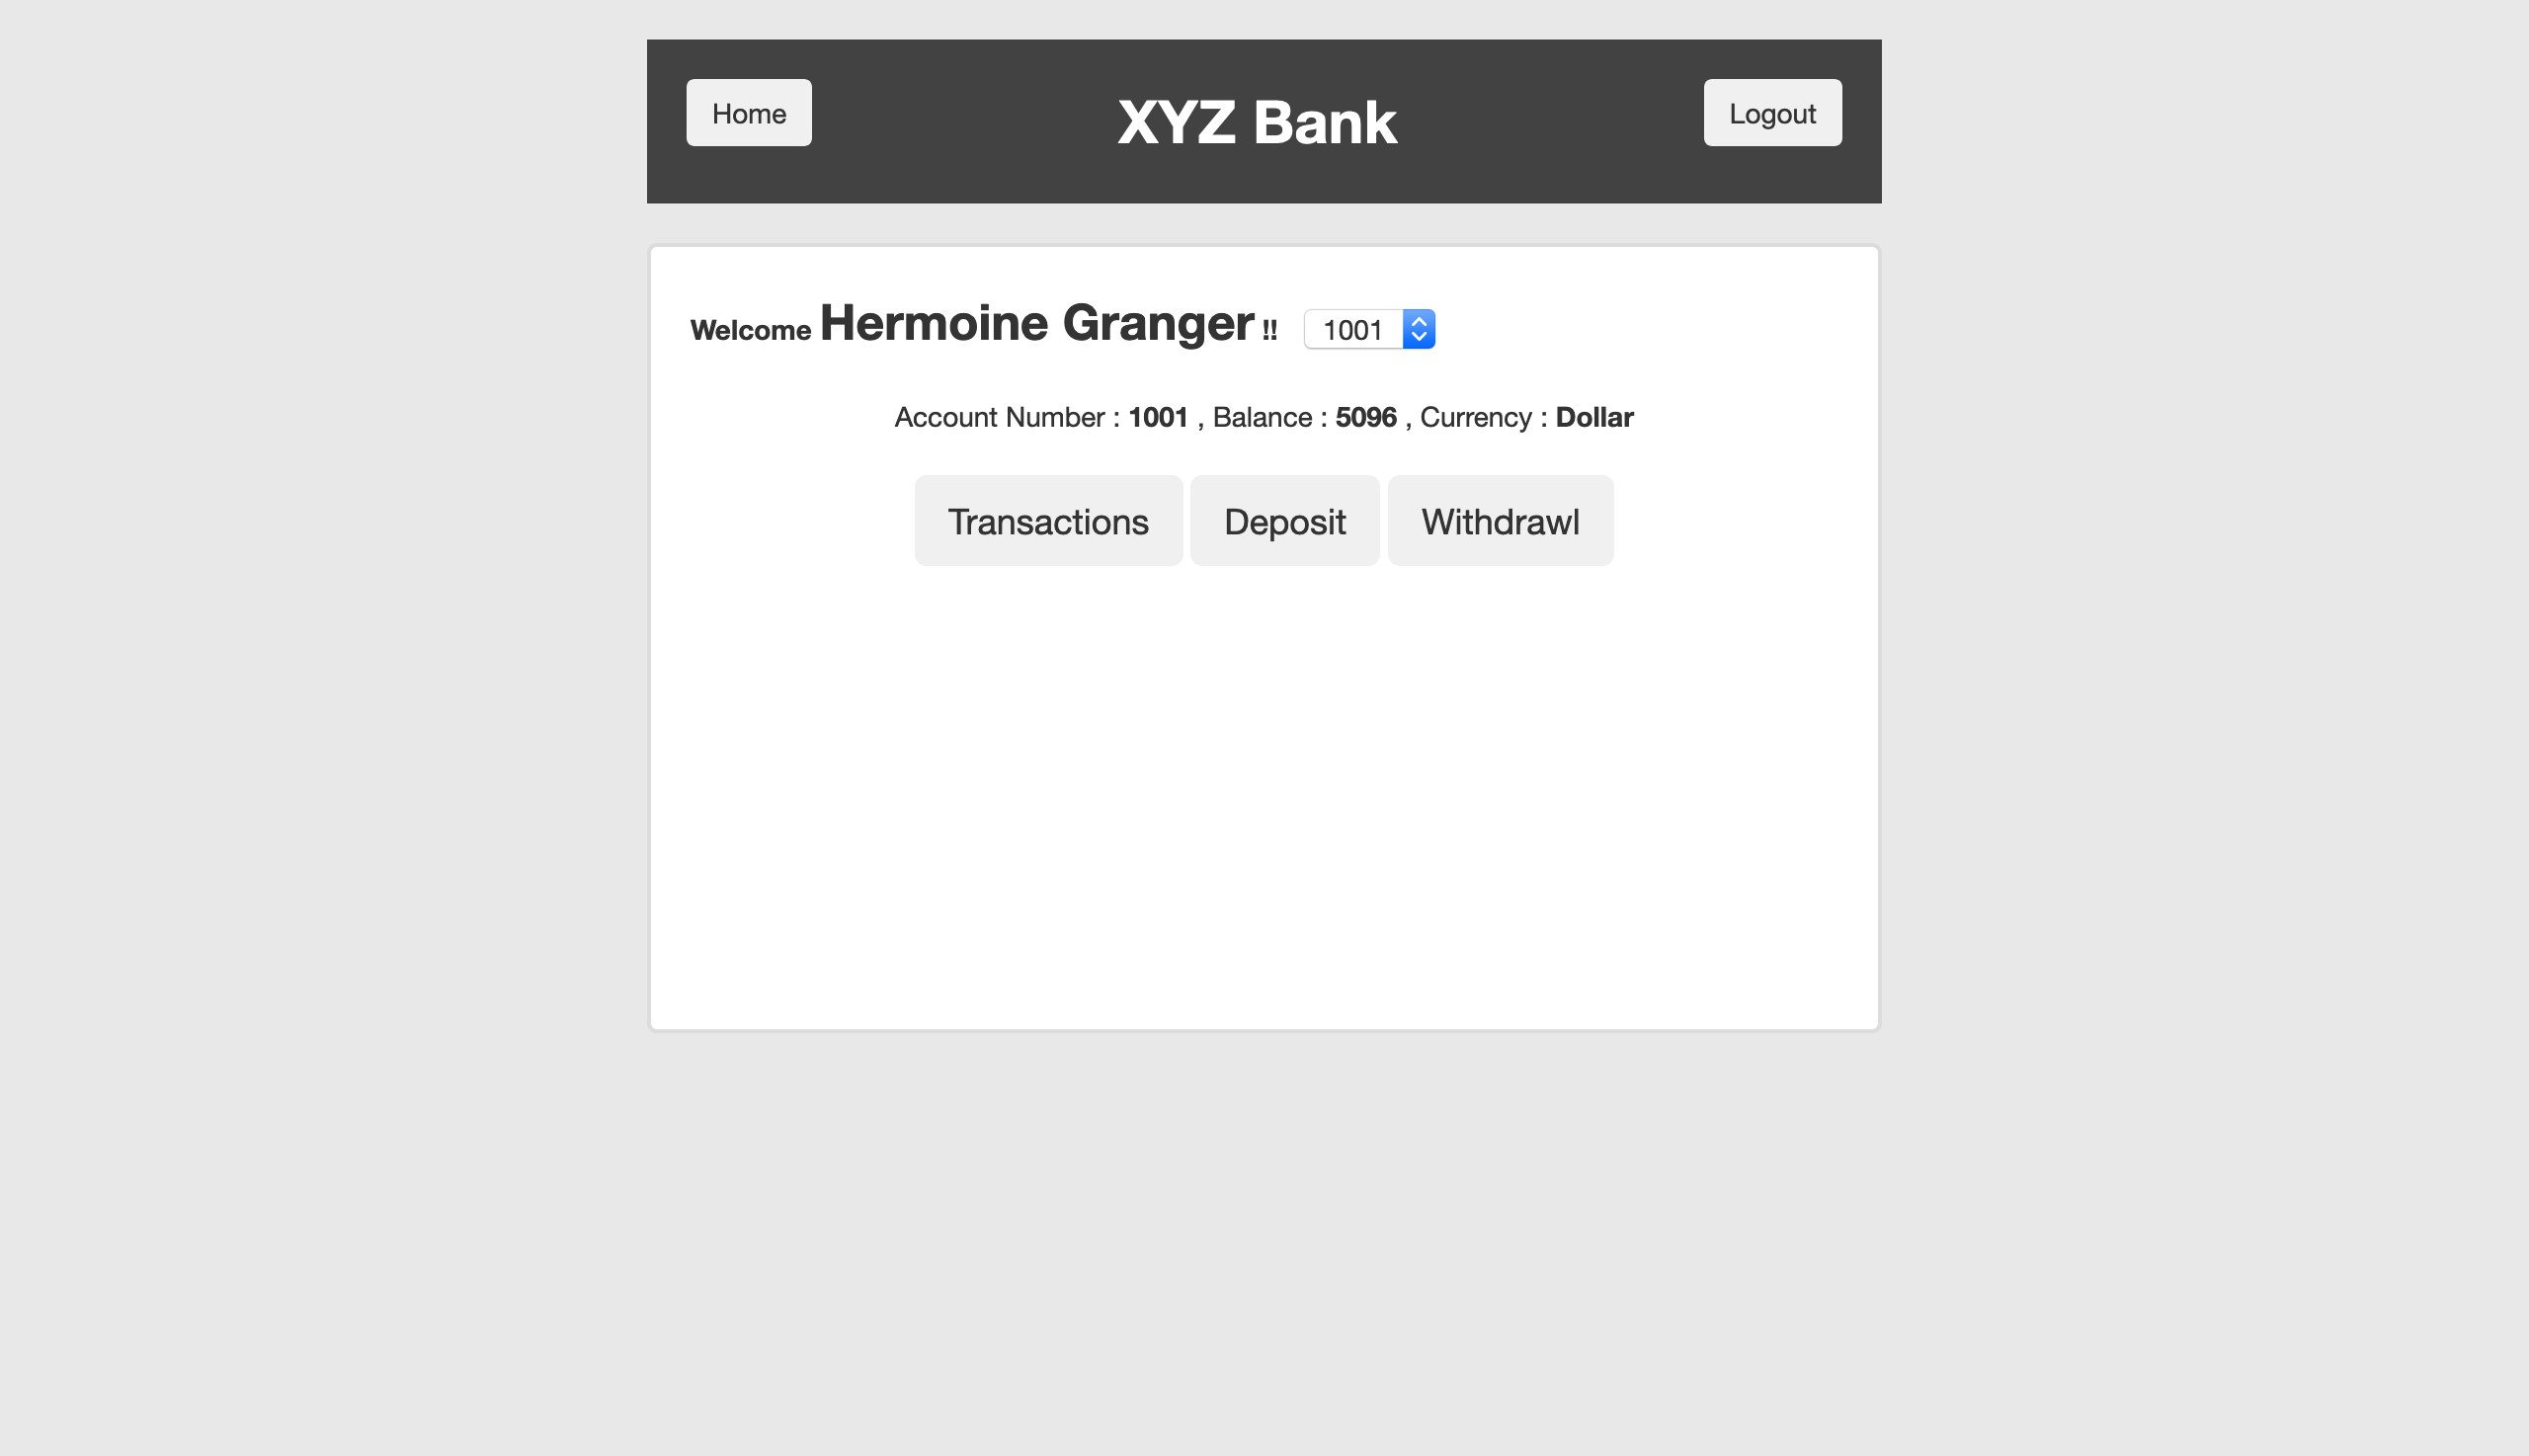 Home XYZ Bank Logout
Welcome Hermoine Granger !! 1001
Account Number : 1001 , Balance : 5096 , Currency : Dollar
Transactions Deposit Withdrawl